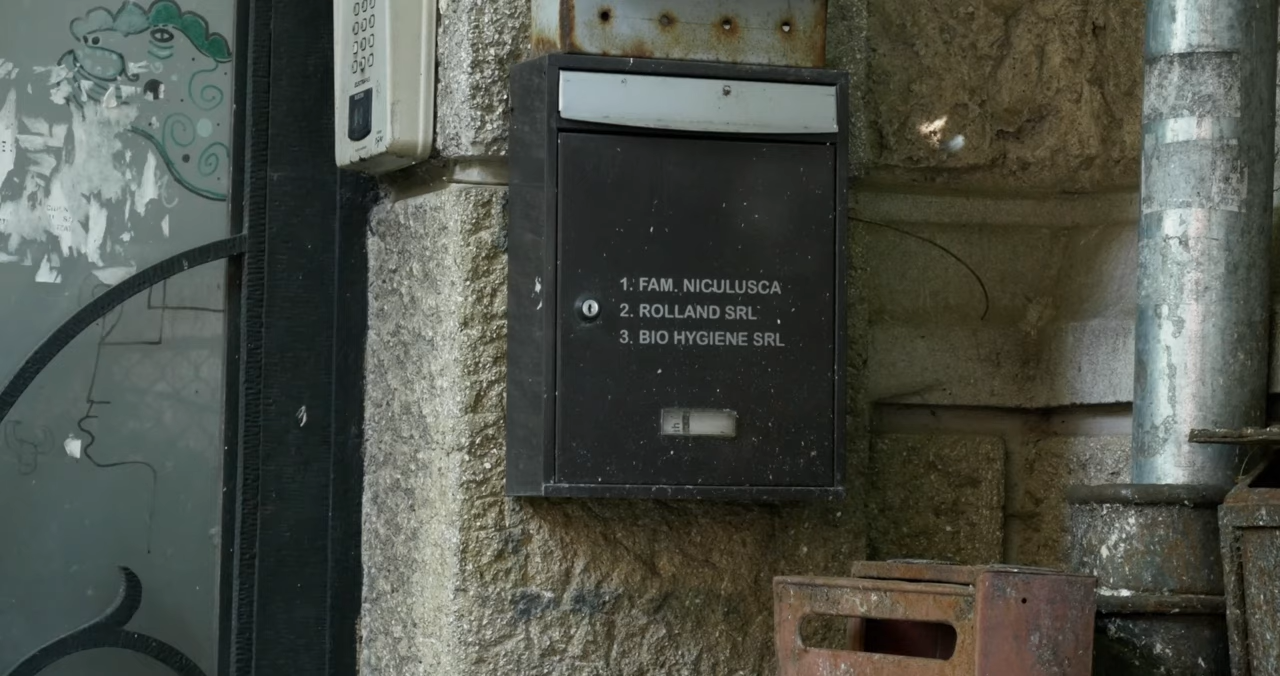 1. FAM. NICULUSCA
2. ROLLAND SRL
3. BIO HYGIENE SRL